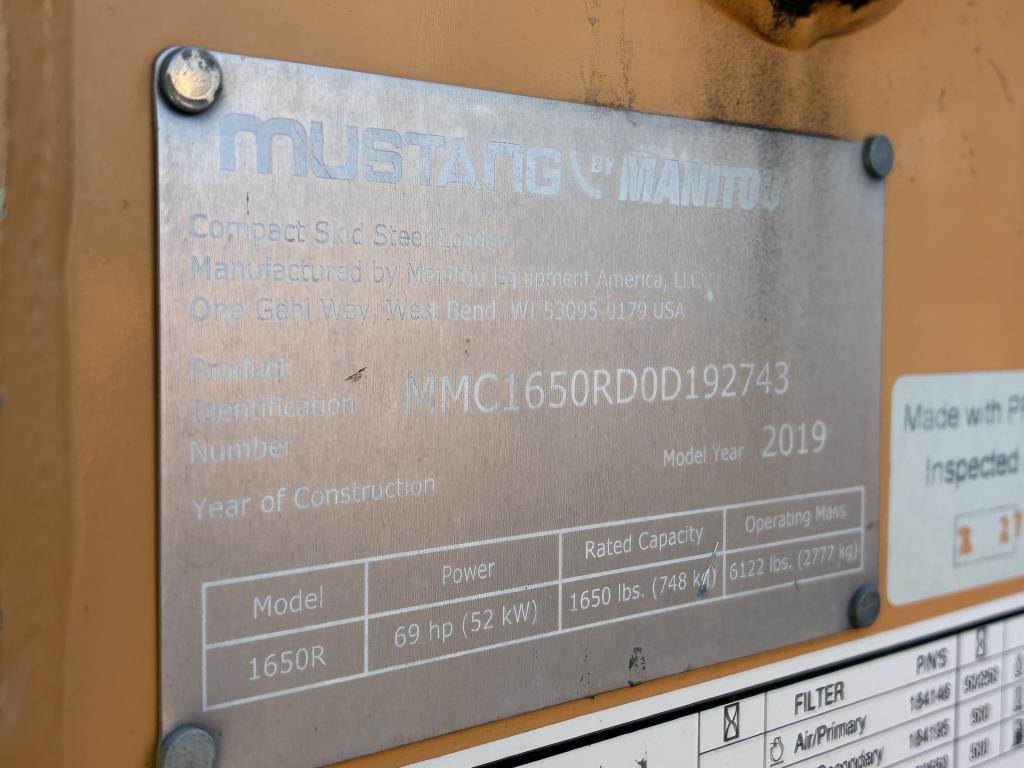 MUSTANG BY MANITOU
Compact Skid Steer Loader
Manufactured by Manitou Equipment America, LLC
One Gehl Way, West Bend, WI 53095-0179 USA
Product
Identification
Number
MMC1650RD0D192743
Model Year 2019
Year of Construction
Model Power Rated Capacity Operating Mass
1650R 69 hp (52 kW) 1650 lbs. (748 kg) 6122 lbs. (2777 kg)
Made with
Inspected
FILTER P/N'S
Air/Primary 184146
184195